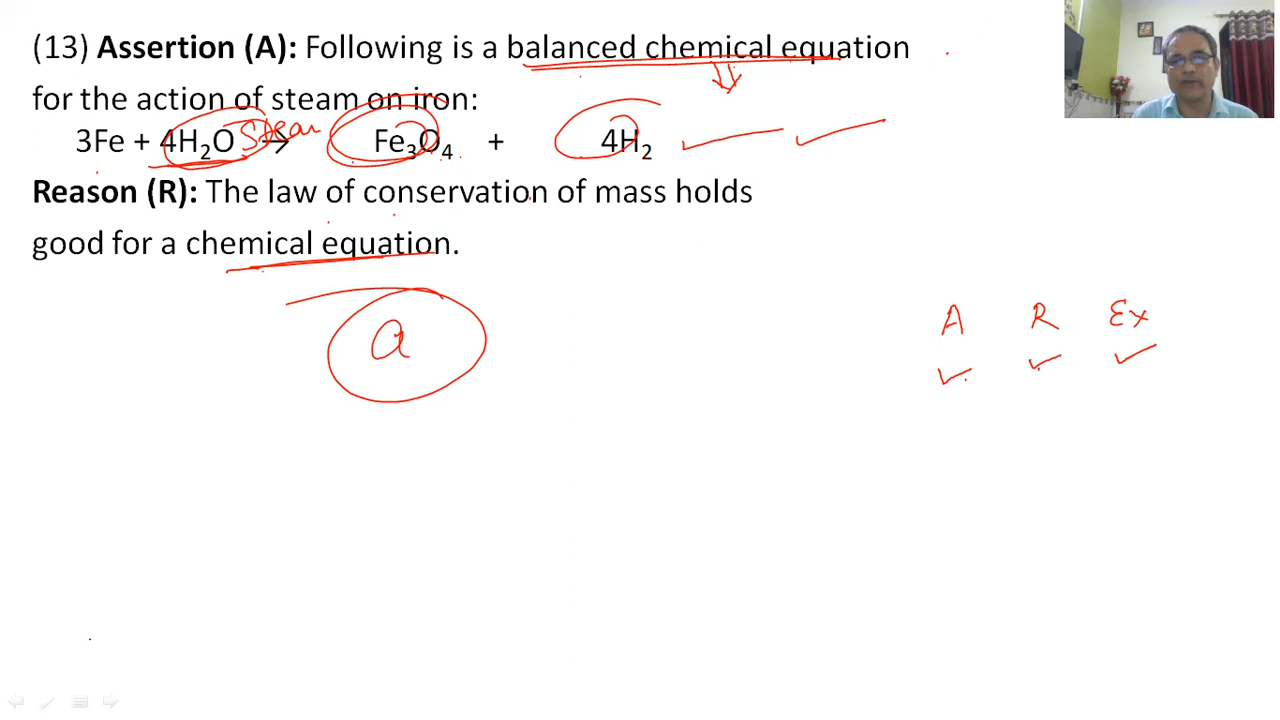 (13) Assertion (A): Following is a balanced chemical equation
for the action of steam on iron:
3Fe + 4H₂O steam → Fe₃O₄ + 4H₂
Reason (R): The law of conservation of mass holds
good for a chemical equation.
a
A R Ex